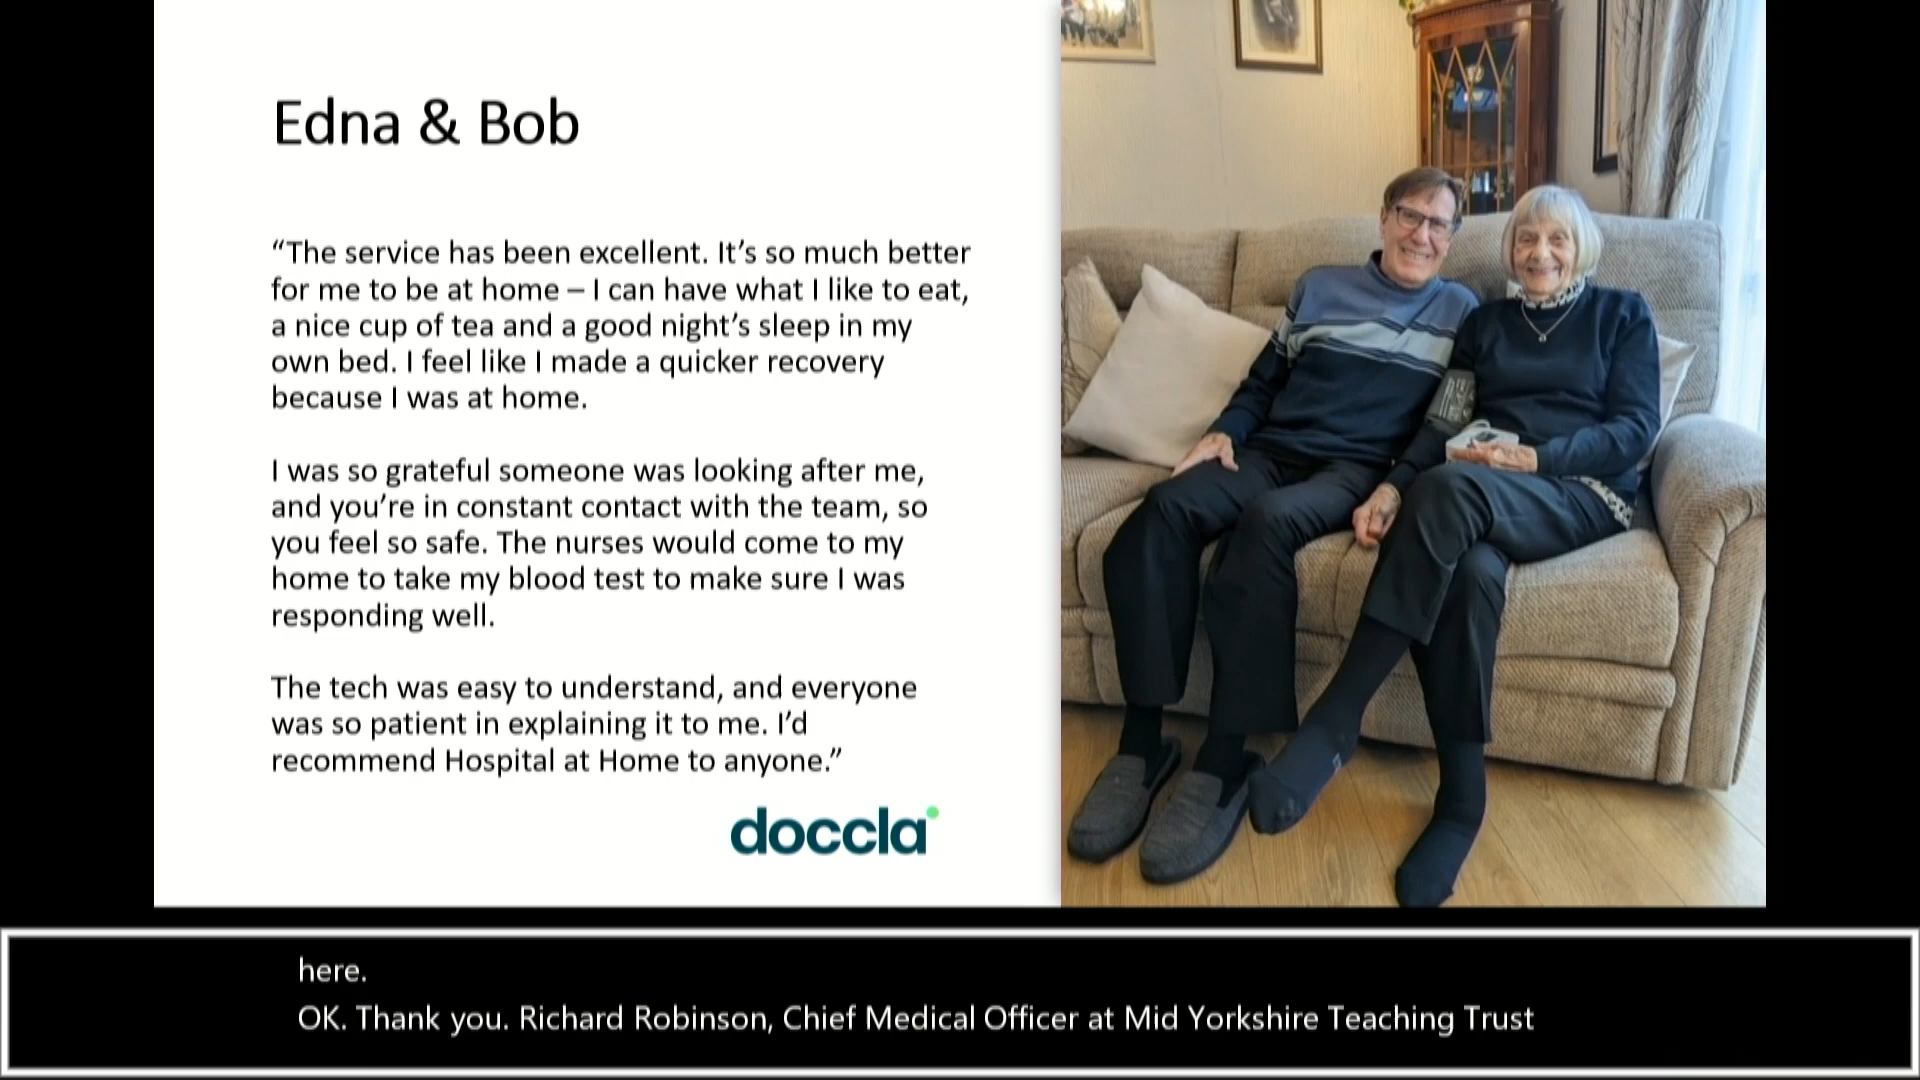 Edna & Bob
“The service has been excellent. It’s so much better
for me to be at home – I can have what I like to eat,
a nice cup of tea and a good night’s sleep in my
own bed. I feel like I made a quicker recovery
because I was at home.
I was so grateful someone was looking after me,
and you’re in constant contact with the team, so
you feel so safe. The nurses would come to my
home to take my blood test to make sure I was
responding well.
The tech was easy to understand, and everyone
was so patient in explaining it to me. I’d
recommend Hospital at Home to anyone.”
doccla
here.
OK. Thank you. Richard Robinson, Chief Medical Officer at Mid Yorkshire Teaching Trust